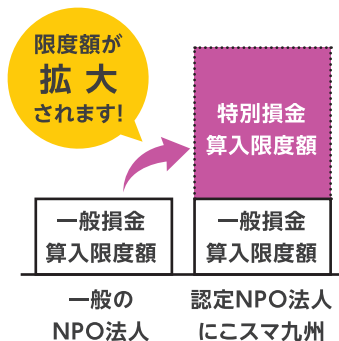 限度額が
拡大
されます!
特別損金
算入限度額
一般損金
算入限度額
一般損金
算入限度額
一般の
NPO法人
認定NPO法人
にこスマ九州